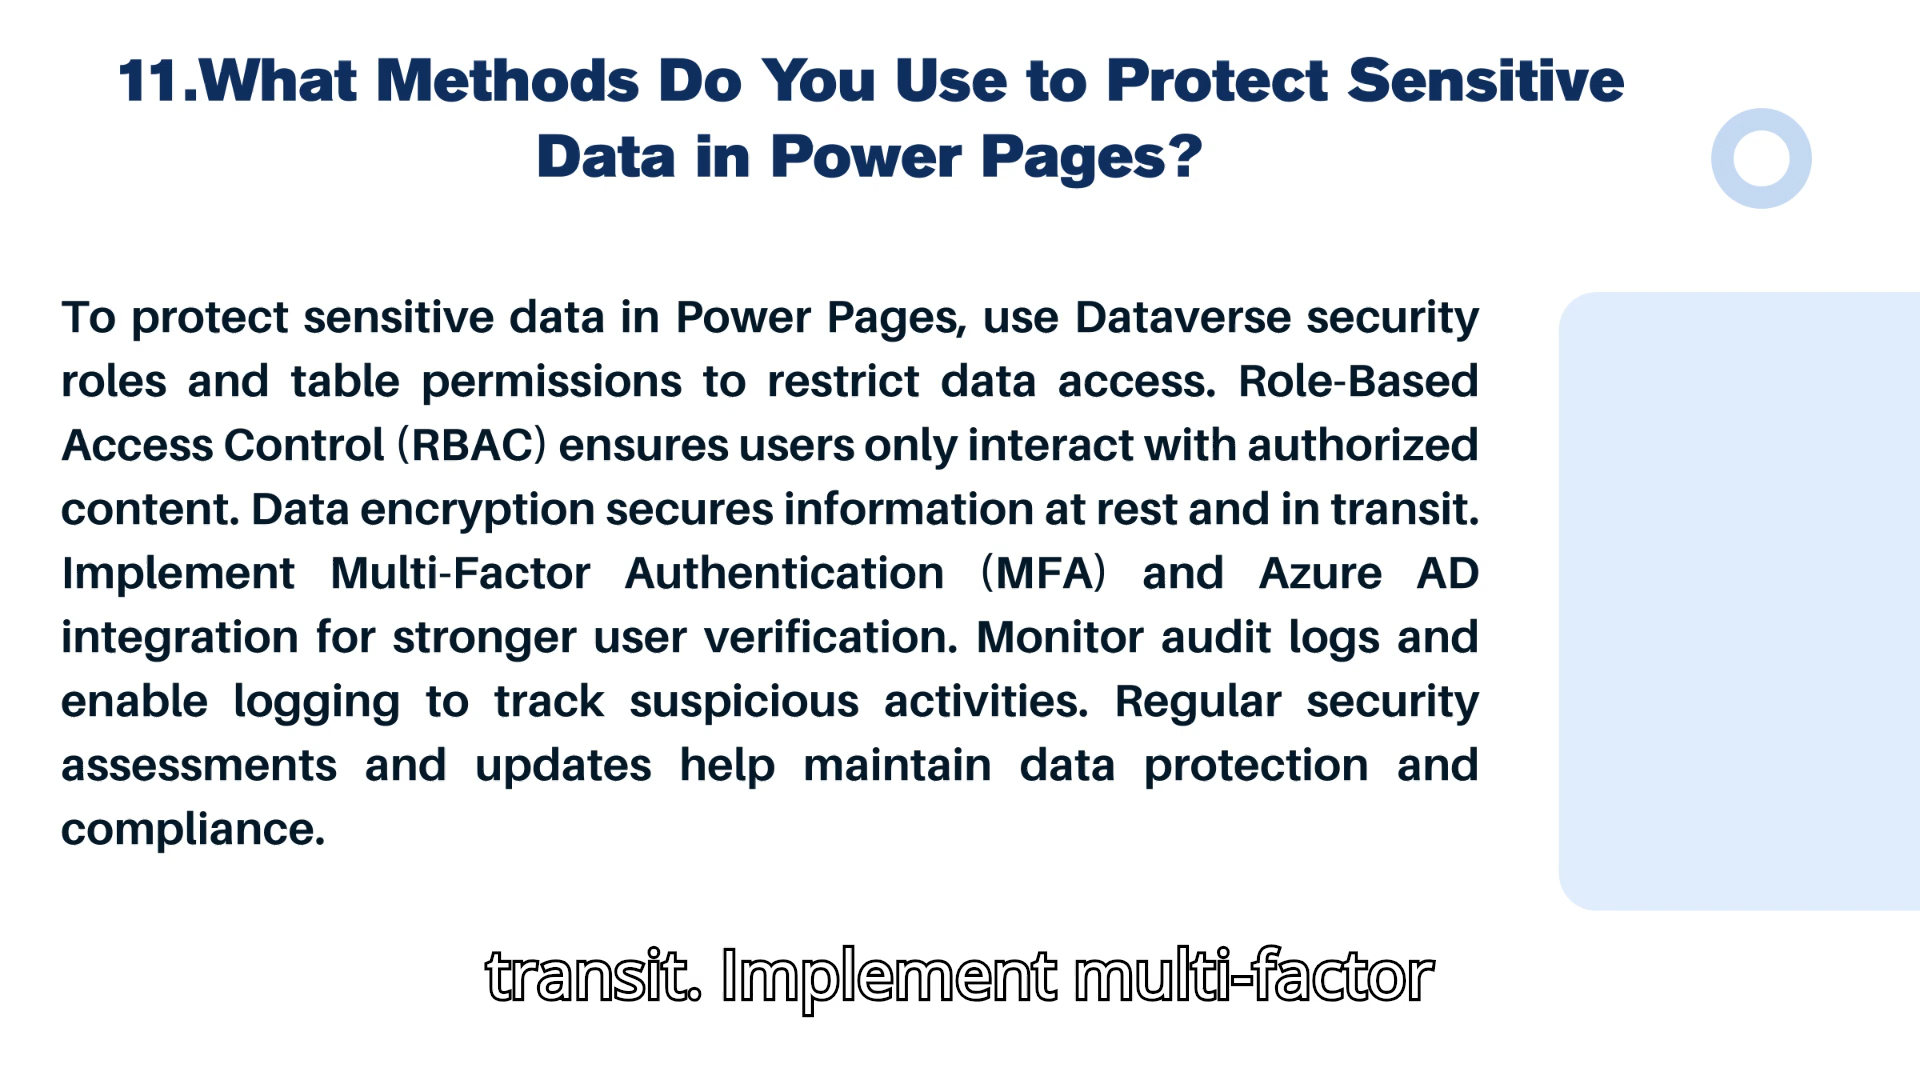 11.What Methods Do You Use to Protect Sensitive
Data in Power Pages?
To protect sensitive data in Power Pages, use Dataverse security
roles and table permissions to restrict data access. Role-Based
Access Control (RBAC) ensures users only interact with authorized
content. Data encryption secures information at rest and in transit.
Implement Multi-Factor Authentication (MFA) and Azure AD
integration for stronger user verification. Monitor audit logs and
enable logging to track suspicious activities. Regular security
assessments and updates help maintain data protection and
compliance.
transit. Implement multi-factor